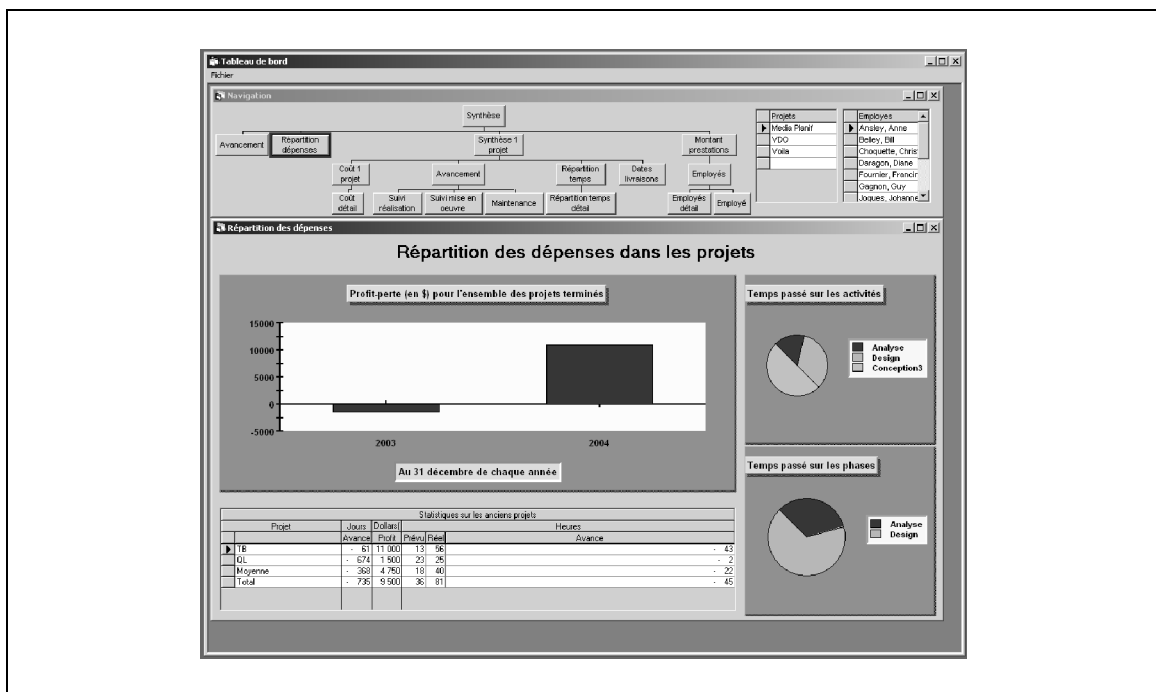 Tableau de bord
Fichier
Navigation
Synthèse
Avancement
Répartition
dépenses
Synthèse 1
projet
Montant
prestations
Coût 1
projet
Avancement
Répartition
temps
Dates
livraisons
Employés
Coût
détail
Suivi
réalisation
Suivi mise en
oeuvre
Maintenance
Répartition temps
détail
Employés
détail
Employé
Projets
Media Planif
VDO
Voila
Employes
Ansley, Anne
Belley, Bill
Choquette, Chris
Daragon, Diane
Fournier, Francin
Gagnon, Guy
Joques, Johanne
Répartition des dépenses
Répartition des dépenses dans les projets
Profit-perte (en $) pour l'ensemble des projets terminés
15000
10000
5000
0
-5000
2003 2004
Au 31 décembre de chaque année
Temps passé sur les activités
Analyse
Design
Conception3
Temps passé sur les phases
Analyse
Design
Statistiques sur les anciens projets
Projet Jours Dollars( Heures
Avance Profit Prévu Réel Avance
TB - 61 11 000 13 56 - 43
QL - 674 1 500 23 25 - 2
Moyenne - 368 4 750 18 40 - 22
Total - 735 9 500 36 81 - 45